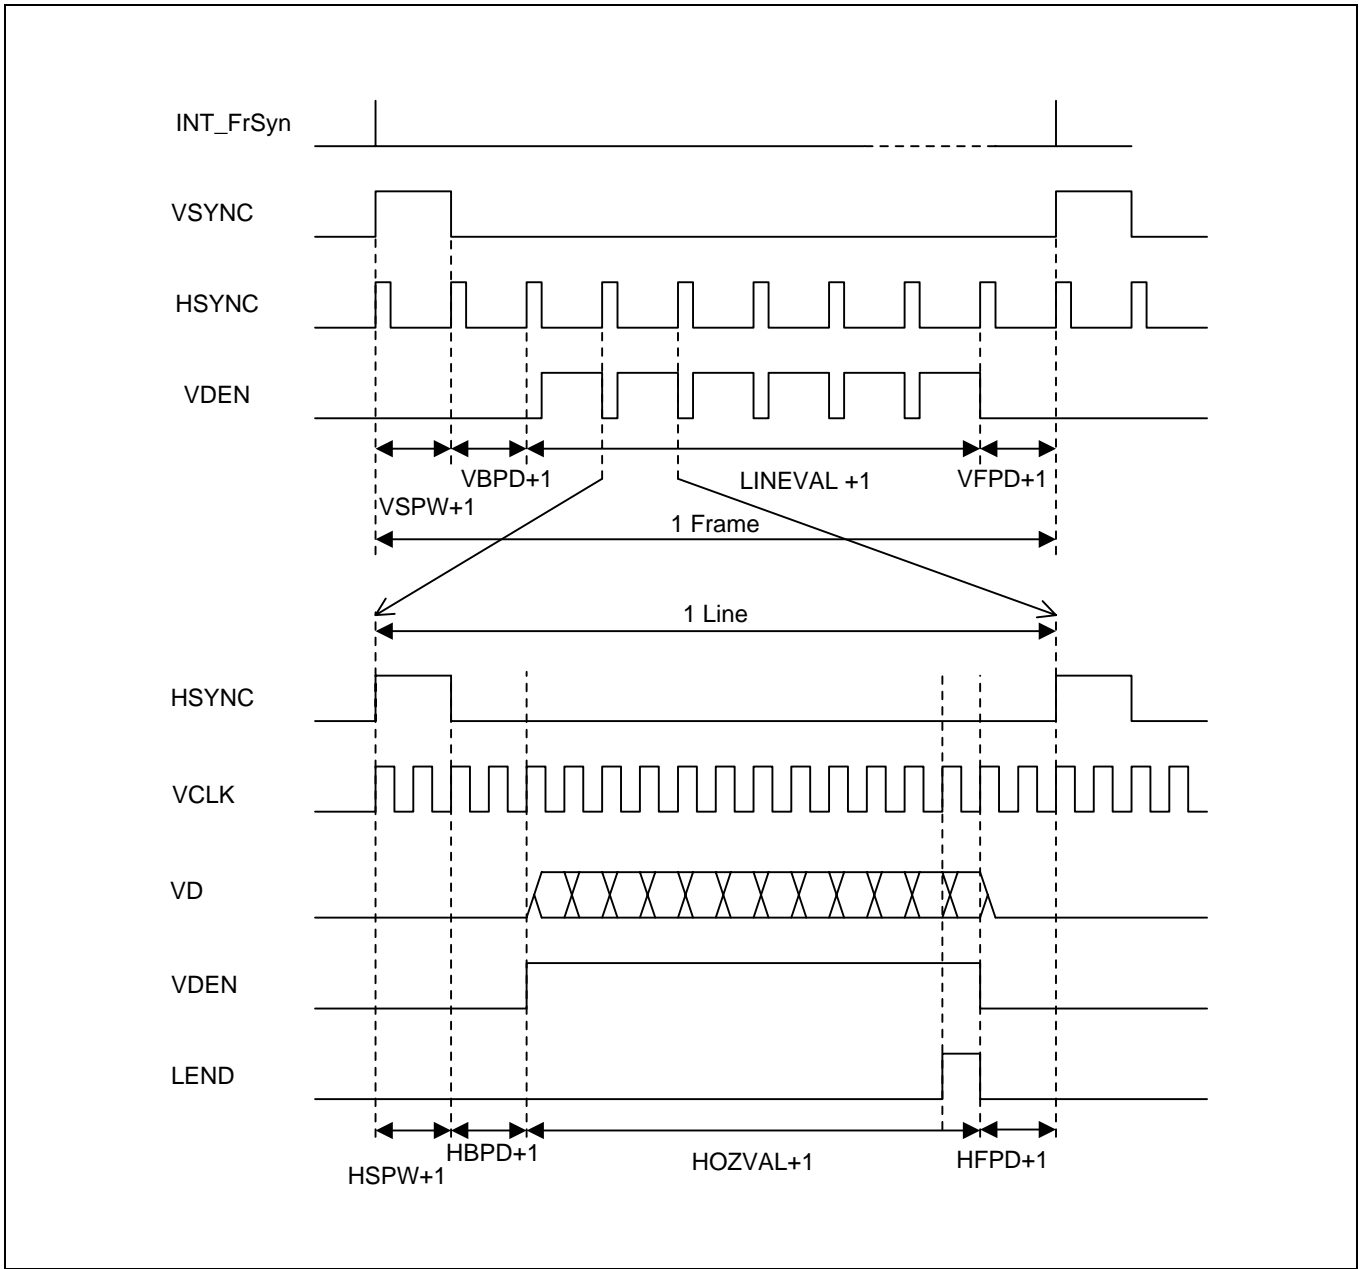 INT_FrSyn
VSYNC
HSYNC
VDEN
VBPD+1
LINEVAL +1
VFPD+1
VSPW+1
1 Frame
1 Line
HSYNC
VCLK
VD
VDEN
LEND
HBPD+1
HOZVAL+1
HFPD+1
HSPW+1